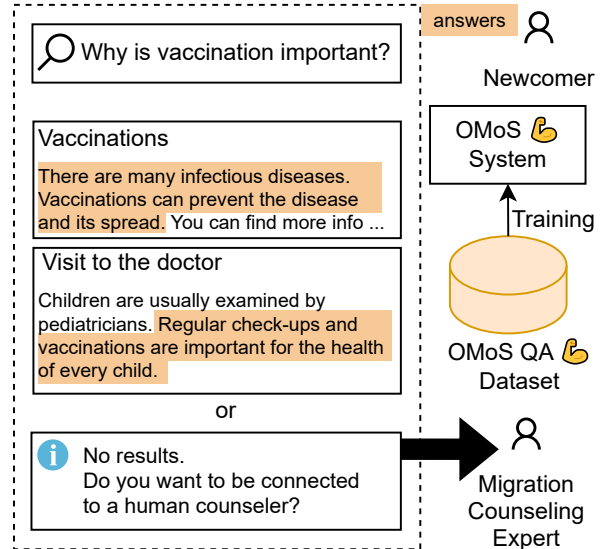 Why is vaccination important?
Vaccinations
There are many infectious diseases.
Vaccinations can prevent the disease
and its spread. You can find more info ...
Visit to the doctor
Children are usually examined by
pediatricians. Regular check-ups and
vaccinations are important for the health
of every child.
or
No results.
Do you want to be connected
to a human counseler?
answers
Newcomer
OMoS 💪
System
Training
OMoS QA 💪
Dataset
Migration
Counseling
Expert